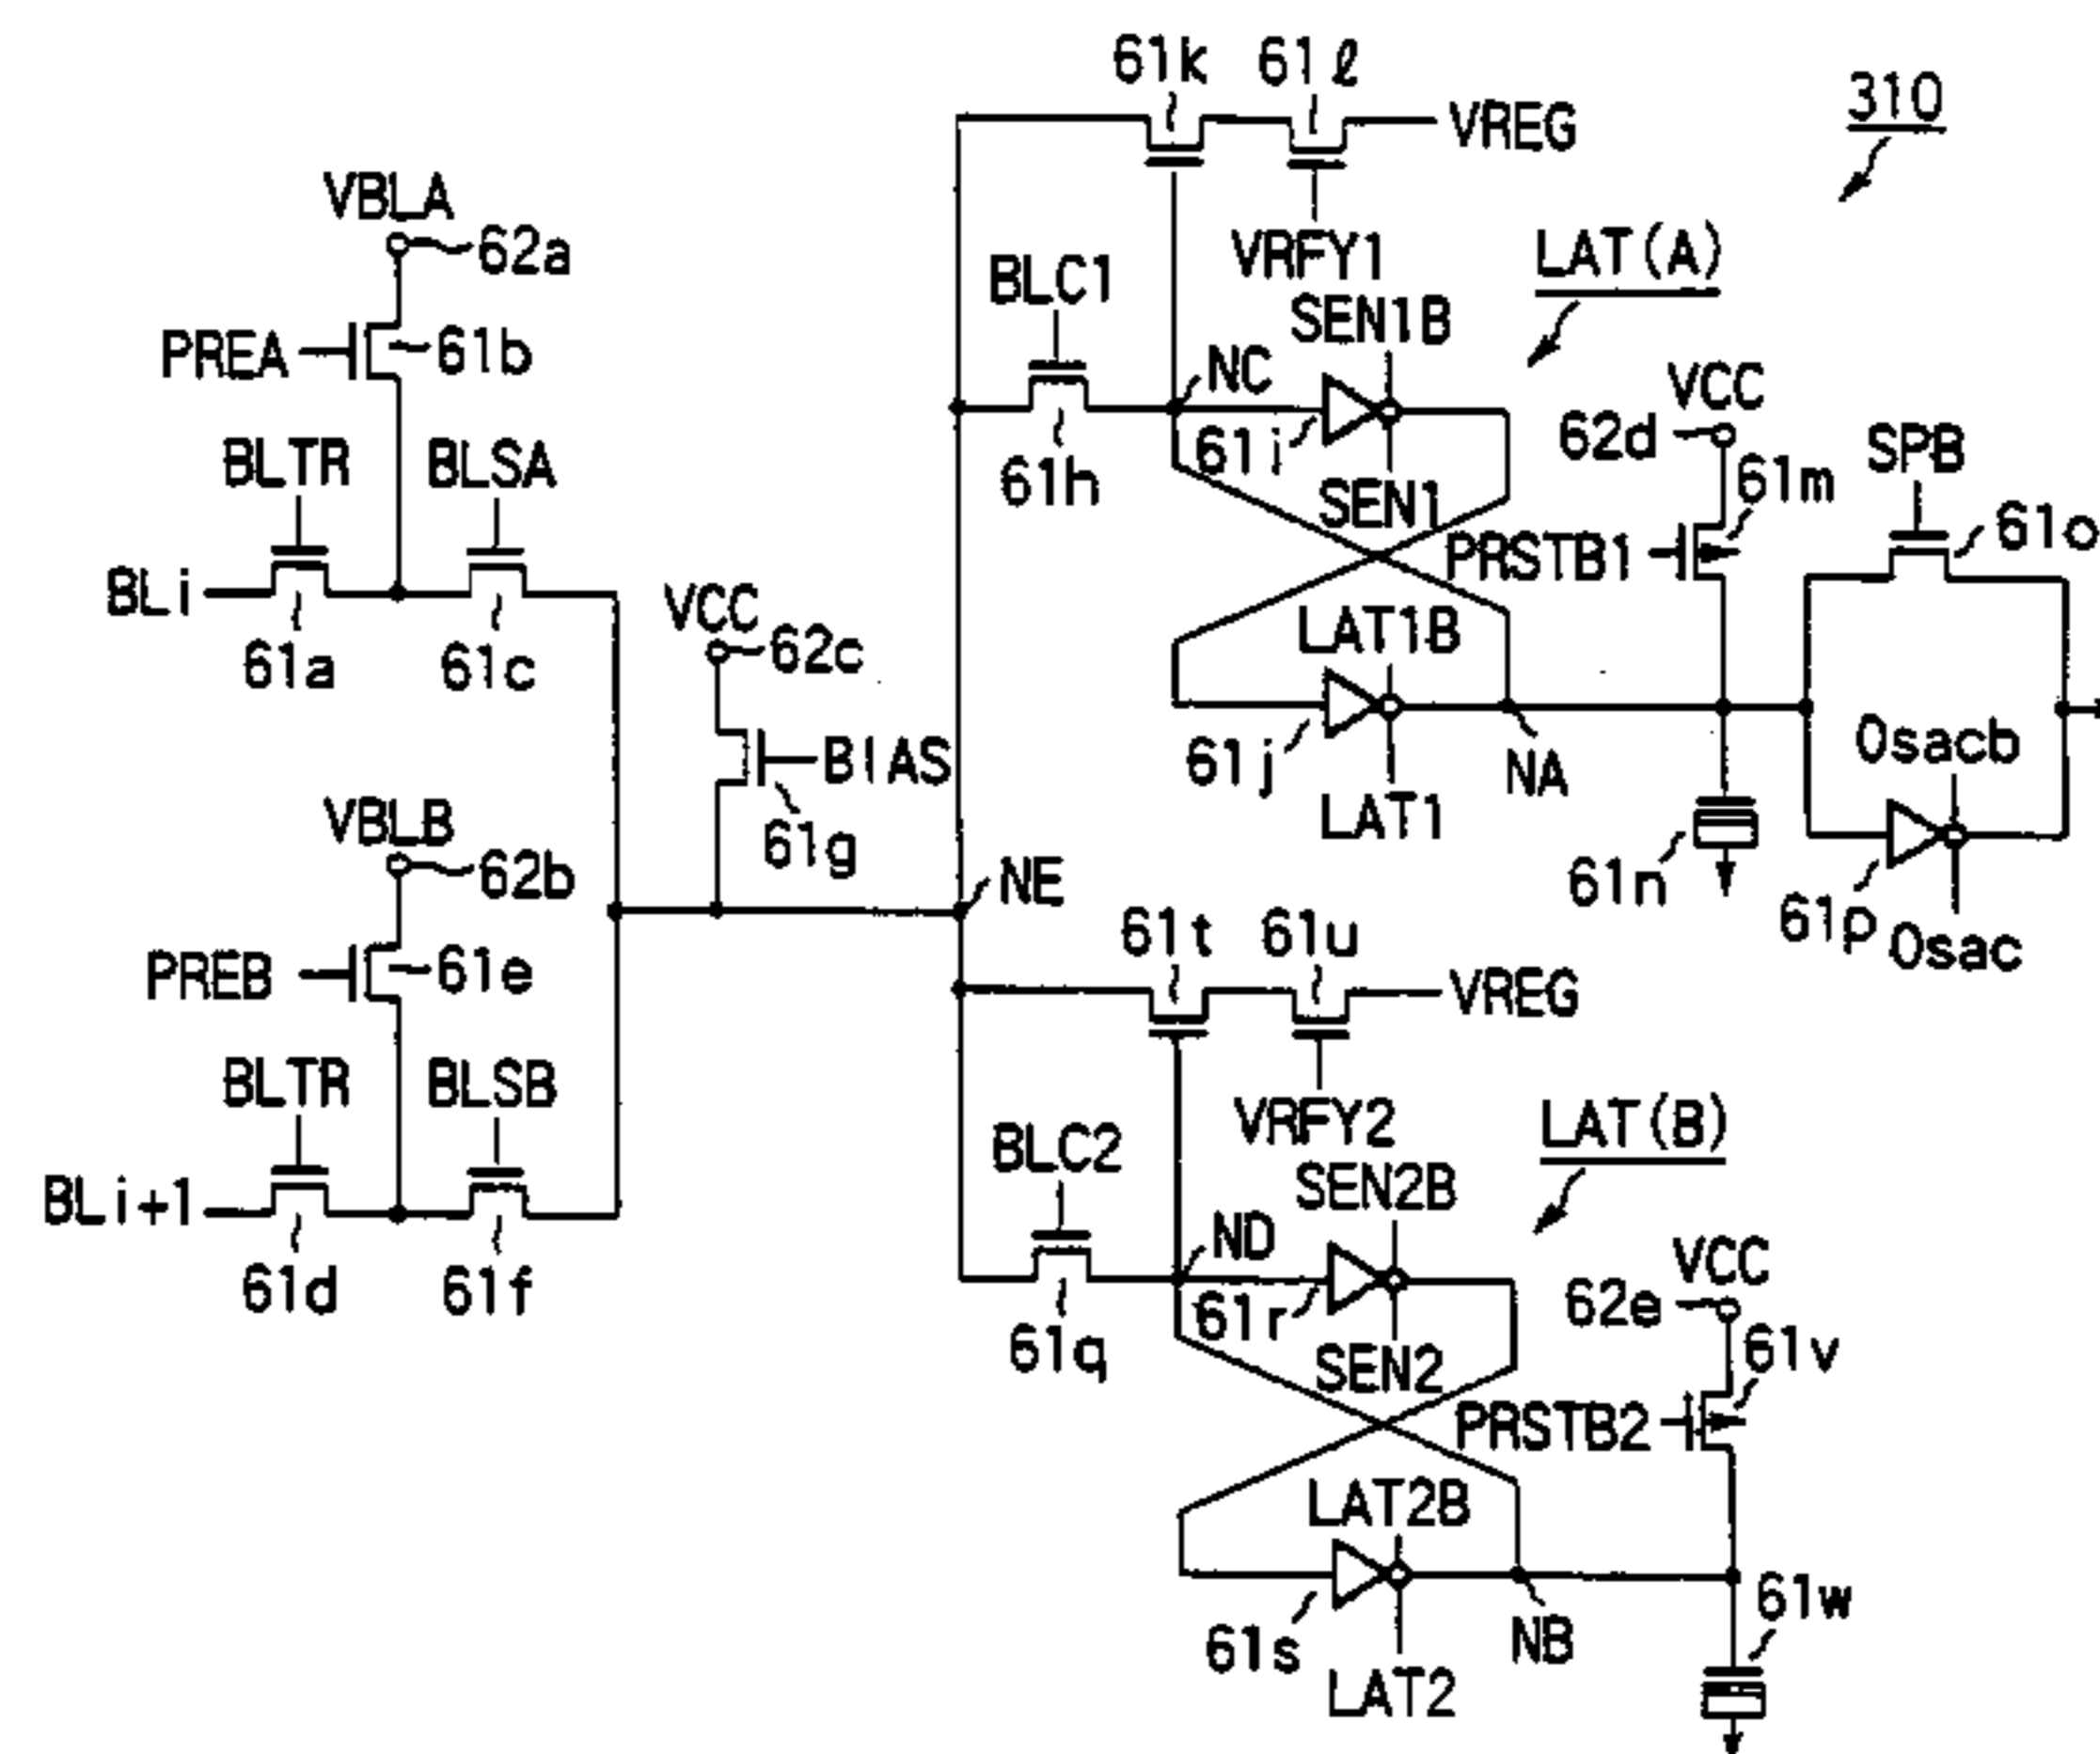 61k 61ℓ
310
VREG
VBLA
62a
VRFY1
LAT(A)
BLC1
SEN1B
PREA
61b
NC
VCC
62d
SPB
BLTR
BLSA
61i
61h
SEN1
61m
61o
PRSTB1
BLi
VCC
62c
LAT1B
61a
61c
0sacb
BIAS
61j
NA
VBLB
LAT1
61g
62b
NE
61n
61p
0sac
61t 61u
PREB
61e
VREG
BLTR
BLSB
VRFY2
LAT(B)
BLC2
SEN2B
BLi+1
ND
VCC
62e
61d
61f
61r
61q
SEN2
61v
PRSTB2
LAT2B
61w
61s
NB
LAT2